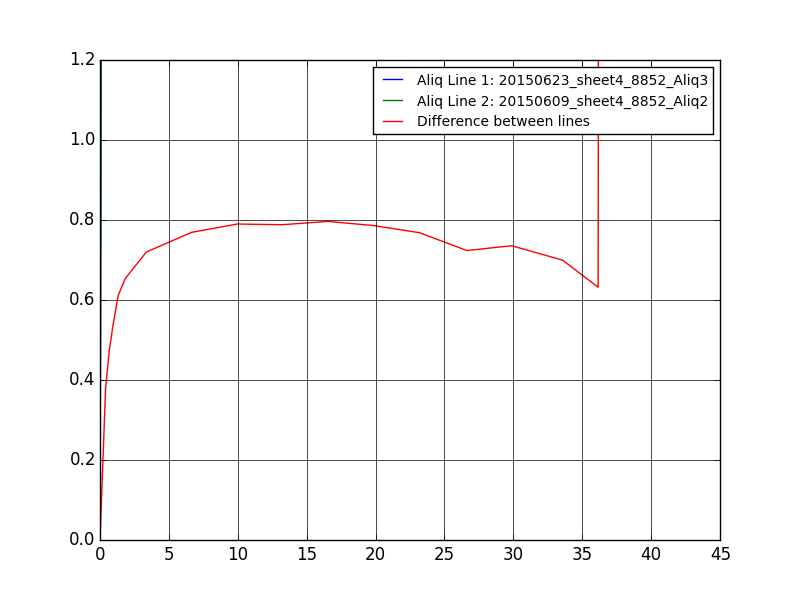 1.2
1.0
0.8
0.6
0.4
0.2
0.0
0 5 10 15 20 25 30 35 40 45
Aliq Line 1: 20150623_sheet4_8852_Aliq3
Aliq Line 2: 20150609_sheet4_8852_Aliq2
Difference between lines